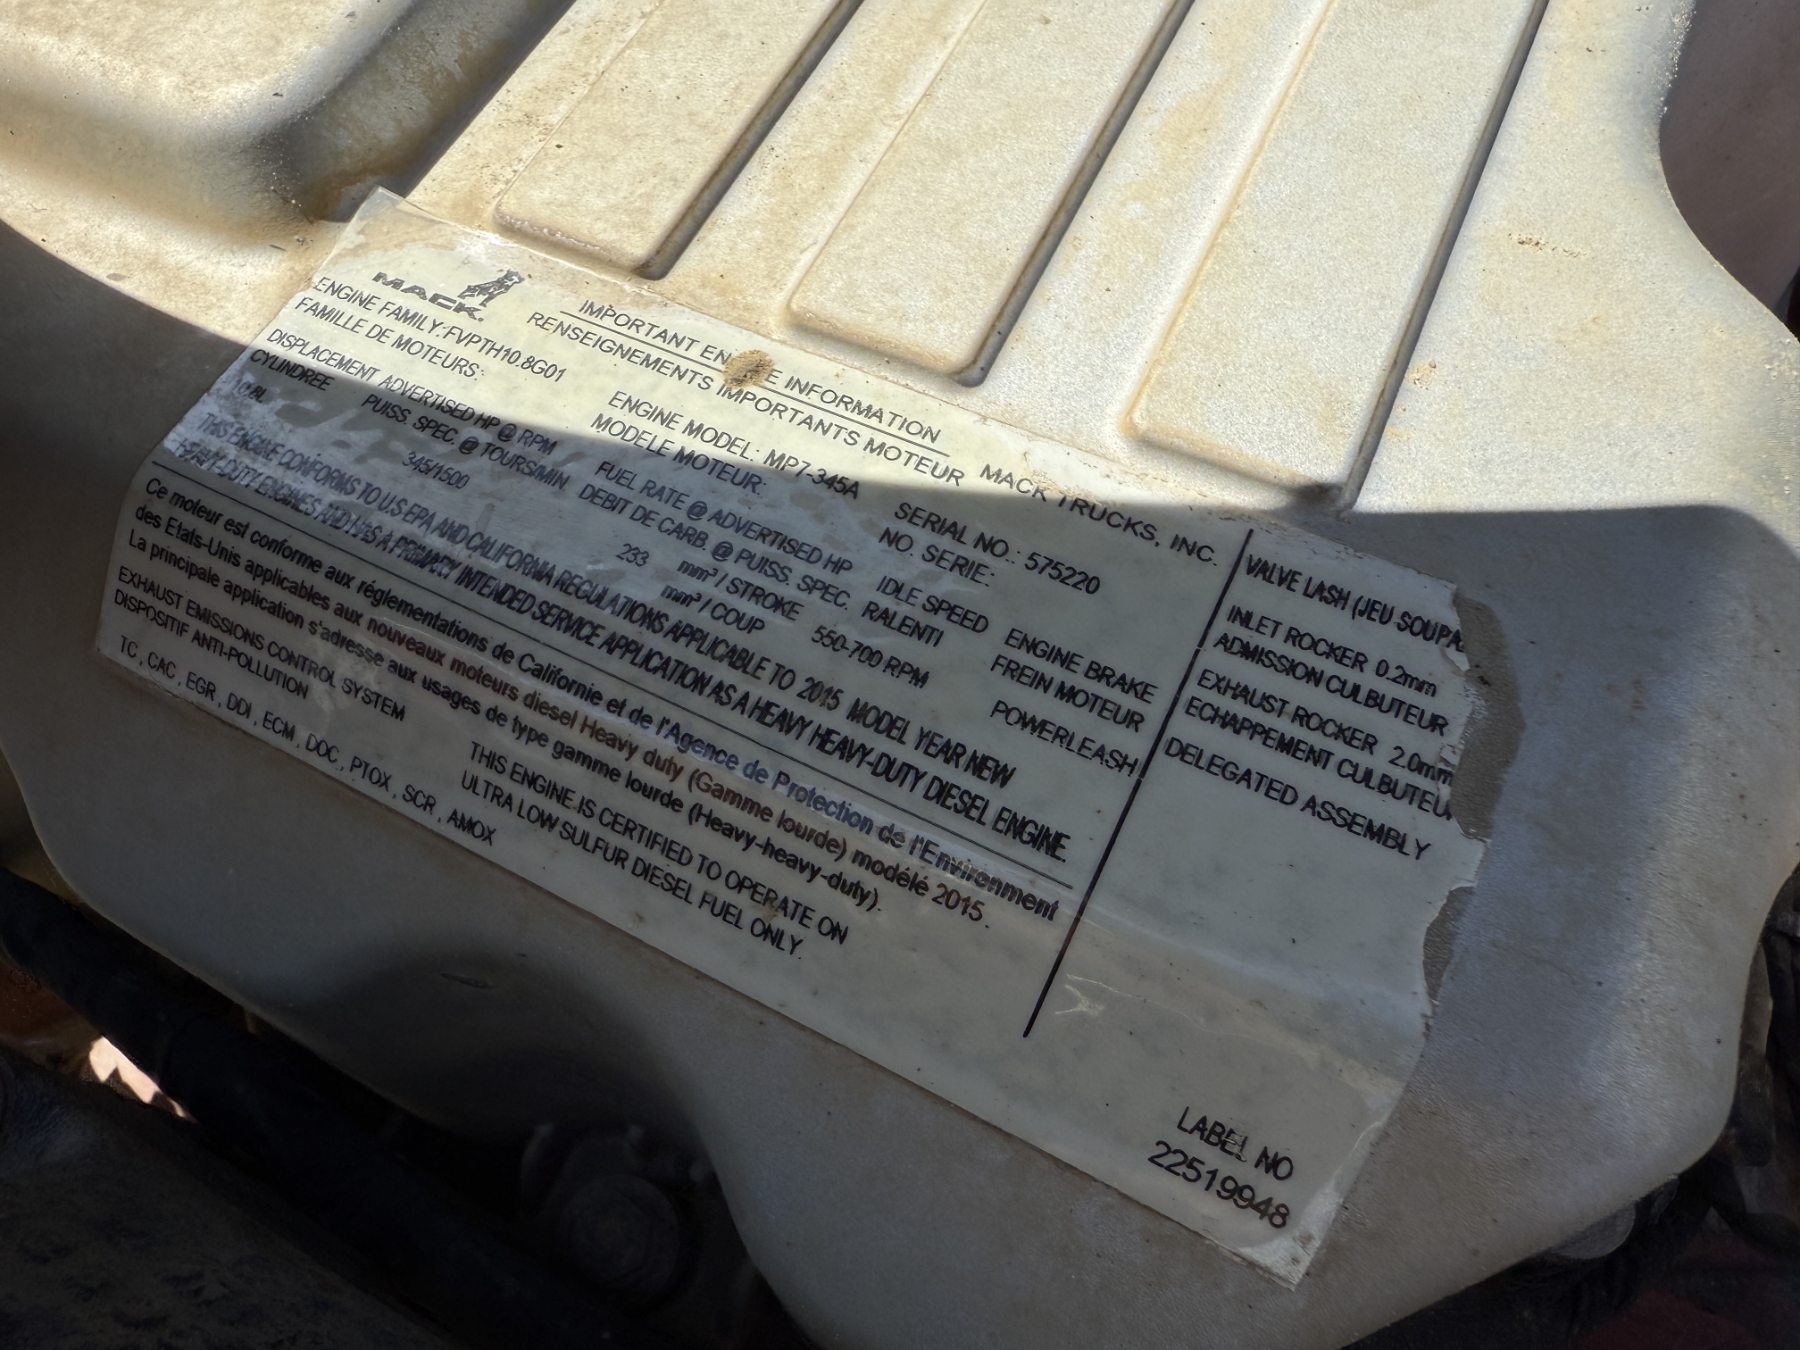 MACK
IMPORTANT ENGINE INFORMATION
RENSEIGNEMENTS IMPORTANTS MOTEUR
MACK TRUCKS, INC.
ENGINE FAMILY: FVPTH10.8G01
FAMILLE DE MOTEURS:
ENGINE MODEL: MP7-345A
MODELE MOTEUR:
SERIAL NO.: 575220
NO. SERIE:
DISPLACEMENT
CYLINDREE
10.8L
ADVERTISED HP @ RPM
PUISS. SPEC. @ TOURS/MIN
345/1500
FUEL RATE @ ADVERTISED HP
DEBIT DE CARB. @ PUISS. SPEC.
233 mm³ / STROKE
mm³ / COUP
IDLE SPEED
RALENTI
550-700 RPM
ENGINE BRAKE
FREIN MOTEUR
POWERLEASH
THIS ENGINE CONFORMS TO U.S EPA AND CALIFORNIA REGULATIONS APPLICABLE TO 2015 MODEL YEAR NEW
HEAVY-DUTY ENGINES AND HAS A PRIMARY INTENDED SERVICE APPLICATION AS A HEAVY HEAVY-DUTY DIESEL ENGINE.
Ce moteur est conforme aux réglementations de Californie et de l'Agence de Protection de l'Environment
des Etats-Unis applicables aux nouveaux moteurs diesel Heavy duty (Gamme lourde) modélé 2015.
La principale application s'adresse aux usages de type gamme lourde (Heavy-heavy-duty).
EXHAUST EMISSIONS CONTROL SYSTEM
DISPOSITIF ANTI-POLLUTION
TC , CAC , EGR , DDI , ECM , DOC , PTOX , SCR , AMOX
THIS ENGINE IS CERTIFIED TO OPERATE ON
ULTRA LOW SULFUR DIESEL FUEL ONLY.
VALVE LASH (JEU SOUPA
INLET ROCKER 0.2mm
ADMISSION CULBUTEUR
EXHAUST ROCKER 2.0mm
ECHAPPEMENT CULBUTEU
DELEGATED ASSEMBLY
LABEL NO
22519948